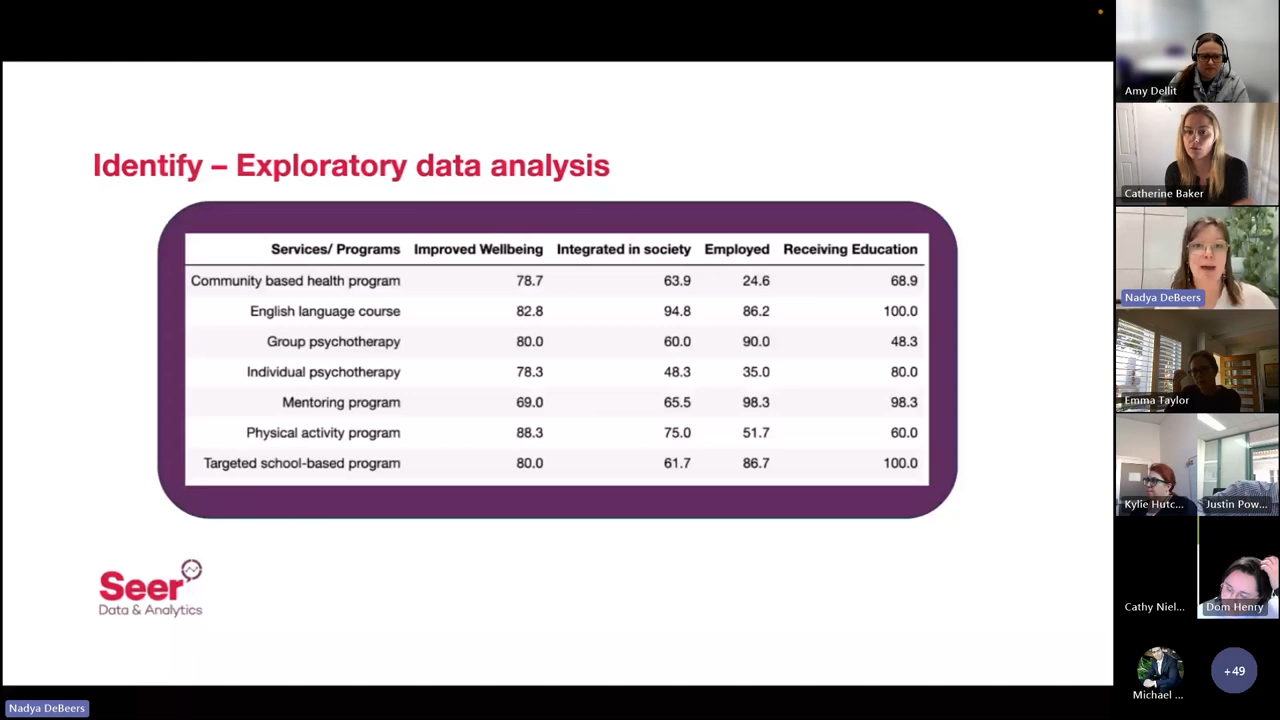 Identify – Exploratory data analysis
Services/ Programs Improved Wellbeing Integrated in society Employed Receiving Education
Community based health program 78.7 63.9 24.6 68.9
English language course 82.8 94.8 86.2 100.0
Group psychotherapy 80.0 60.0 90.0 48.3
Individual psychotherapy 78.3 48.3 35.0 80.0
Mentoring program 69.0 65.5 98.3 98.3
Physical activity program 88.3 75.0 51.7 60.0
Targeted school-based program 80.0 61.7 86.7 100.0
Seer
Data & Analytics
Nadya DeBeers
Amy Dellit
Catherine Baker
Nadya DeBeers
Emma Taylor
Kylie Hutc... Justin Pow...
Cathy Niel... Dom Henry
Michael ... +49